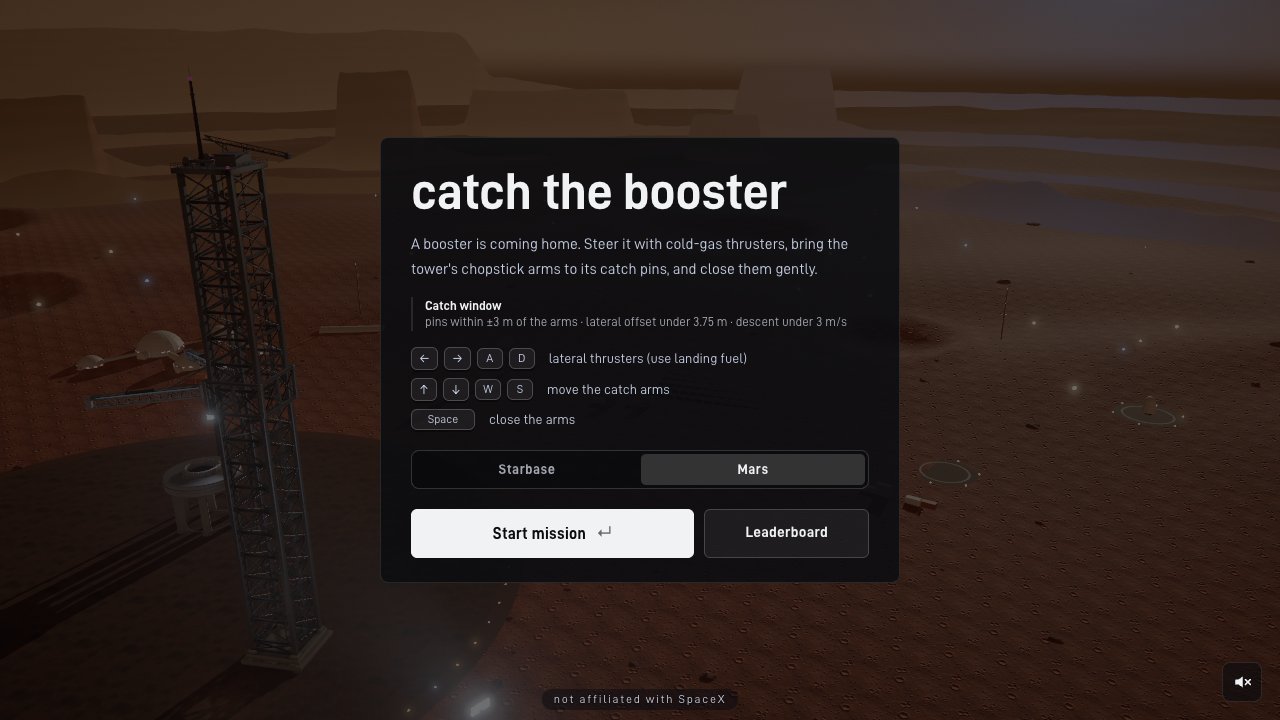 catch the booster
A booster is coming home. Steer it with cold-gas thrusters, bring the
tower's chopstick arms to its catch pins, and close them gently.
Catch window
pins within ±3 m of the arms · lateral offset under 3.75 m · descent under 3 m/s
← → A D lateral thrusters (use landing fuel)
↑ ↓ W S move the catch arms
Space close the arms
Starbase Mars
Start mission ↵ Leaderboard
not affiliated with SpaceX